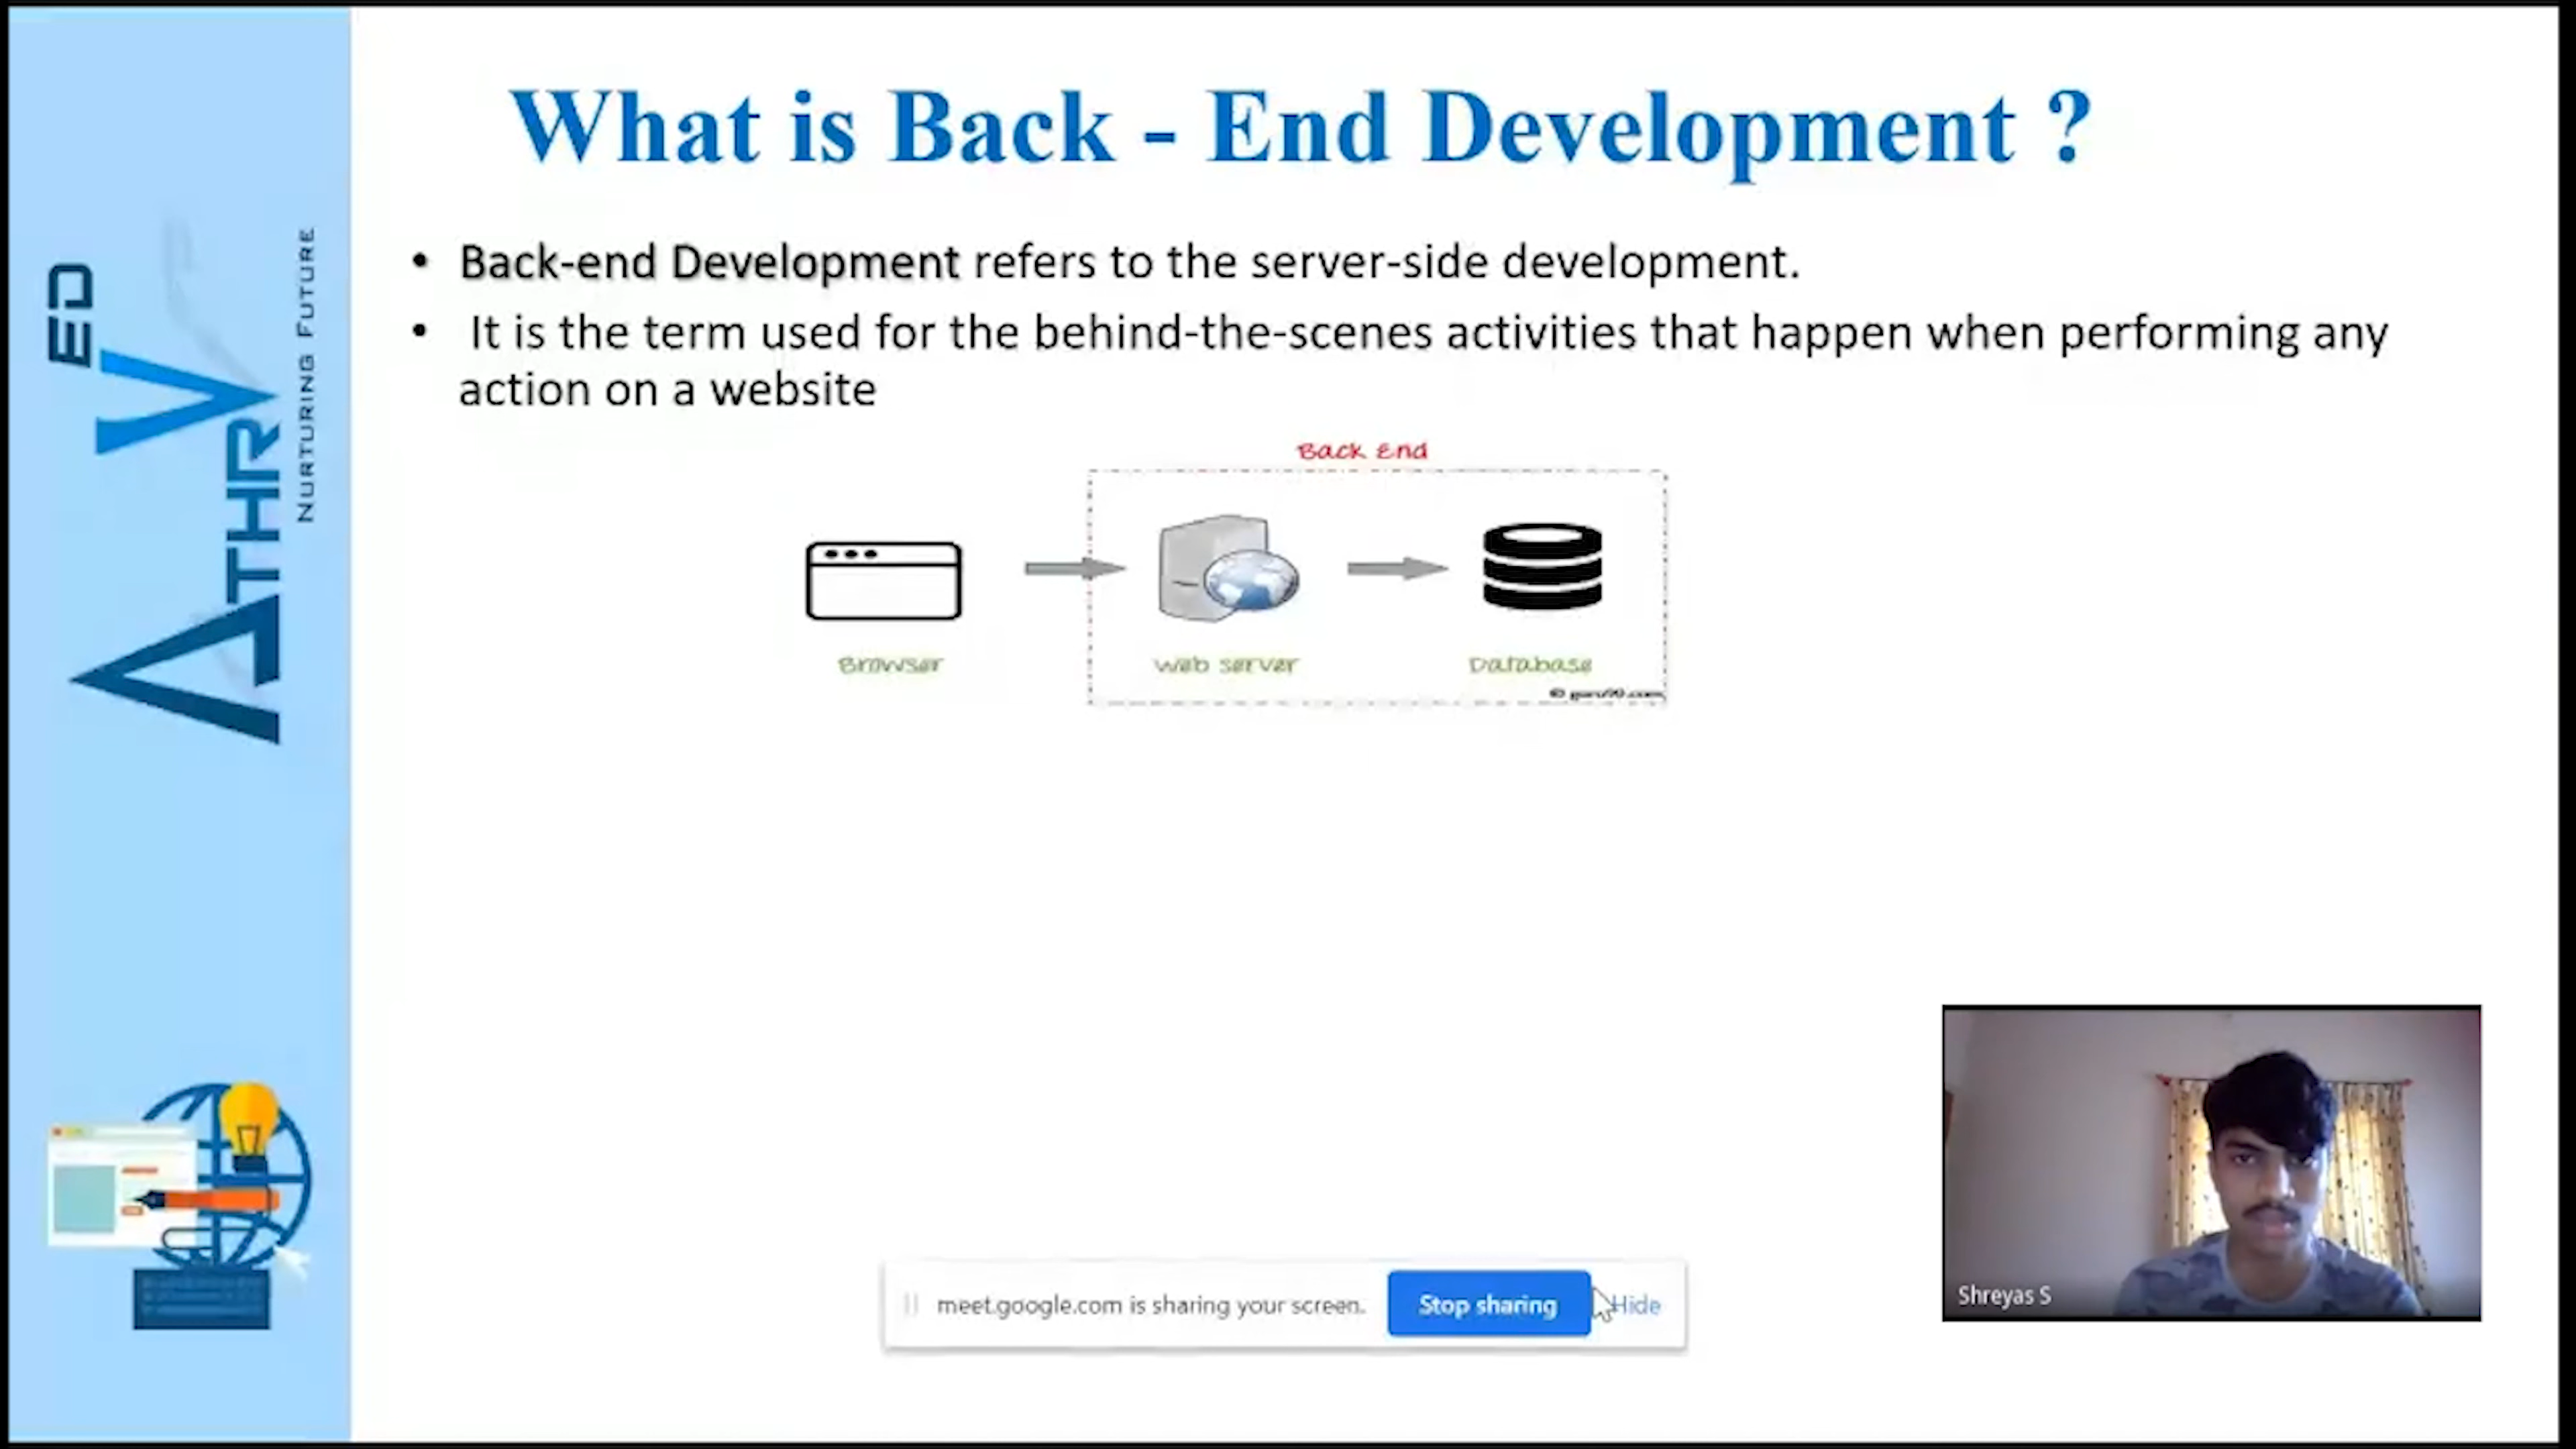 What is Back - End Development ?
• Back-end Development refers to the server-side development.
• It is the term used for the behind-the-scenes activities that happen when performing any
action on a website
Back End
Browser
Web server
Database
© guru99.com
ATHRVED
NURTURING FUTURE
meet.google.com is sharing your screen.
Stop sharing
Hide
Shreyas S